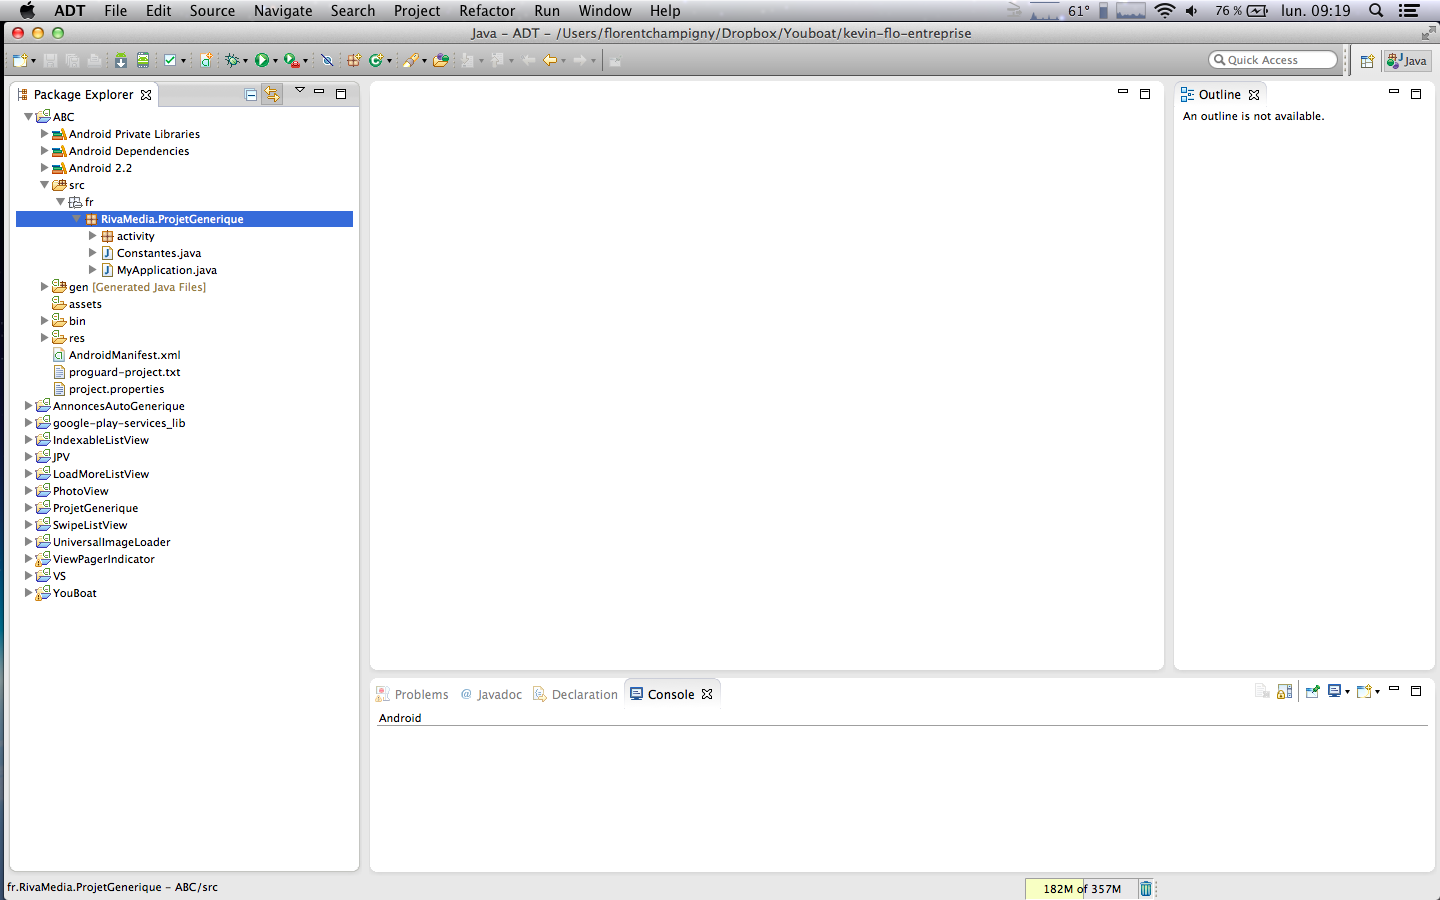 ADT File Edit Source Navigate Search Project Refactor Run Window Help 61° 76 % lun. 09:19
Java – ADT – /Users/florentchampigny/Dropbox/Youboat/kevin-flo-entreprise
Quick Access Java
Package Explorer
ABC
Android Private Libraries
Android Dependencies
Android 2.2
src
fr
RivaMedia.ProjetGenerique
activity
Constantes.java
MyApplication.java
gen [Generated Java Files]
assets
bin
res
AndroidManifest.xml
proguard-project.txt
project.properties
AnnoncesAutoGenerique
google-play-services_lib
IndexableListView
JPV
LoadMoreListView
PhotoView
ProjetGenerique
SwipeListView
UniversalImageLoader
ViewPagerIndicator
VS
YouBoat
Outline
An outline is not available.
Problems @ Javadoc Declaration Console
Android
fr.RivaMedia.ProjetGenerique – ABC/src
182M of 357M